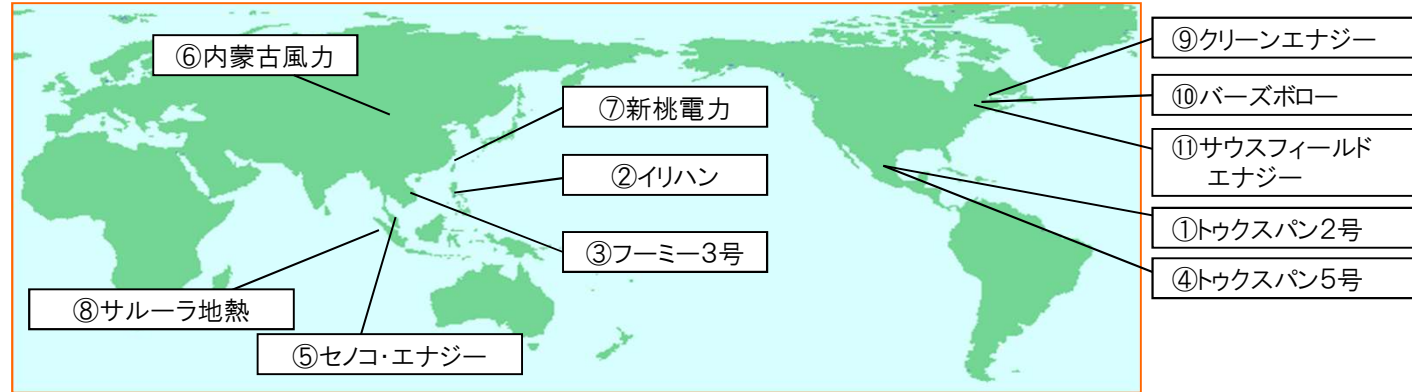 ⑥内蒙古風力
⑦新桃電力
②イリハン
③フーミー3号
⑧サルーラ地熱
⑤セノコ・エナジー
⑨クリーンエナジー
⑩バーズボロー
⑪サウスフィールド
エナジー
①トゥクスパン2号
④トゥクスパン5号